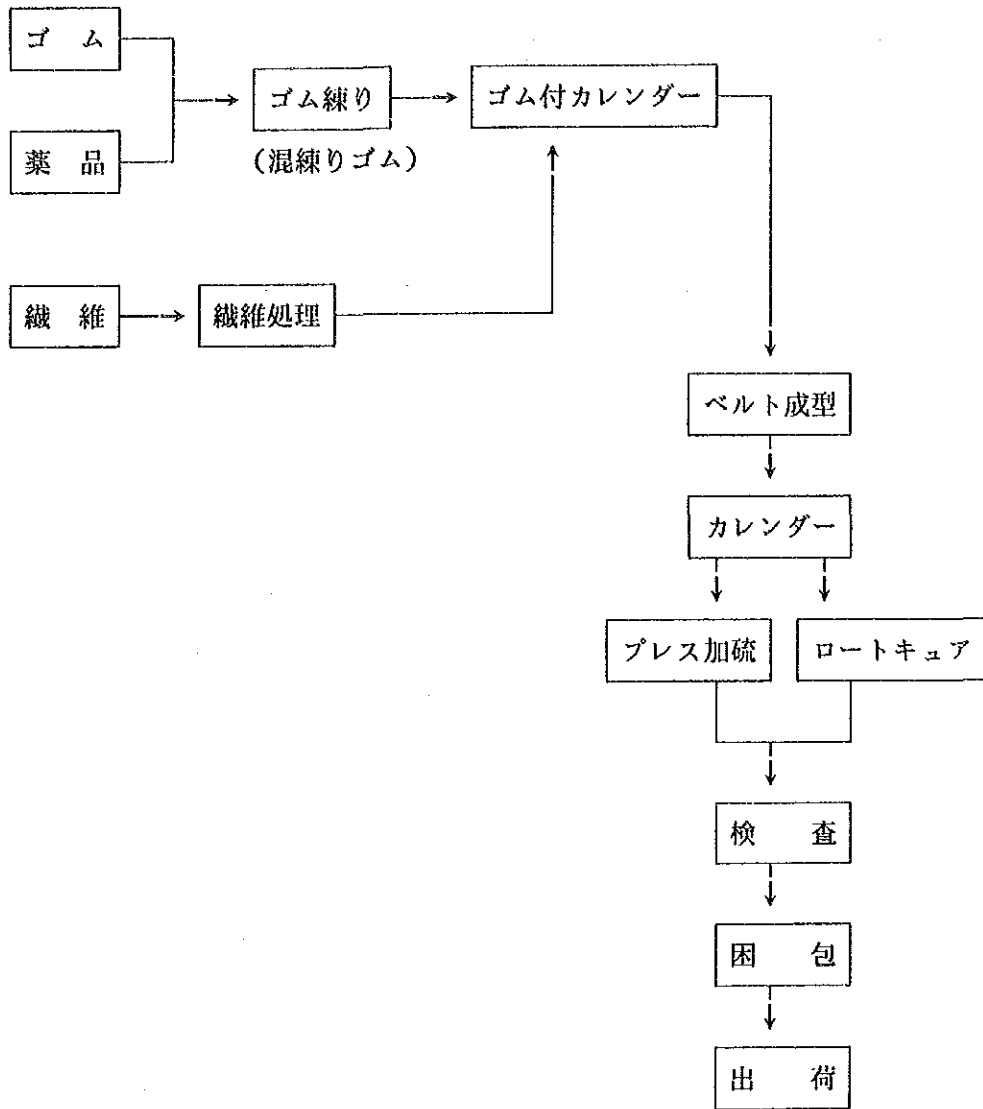 ゴム
薬品
ゴム練り
(混練りゴム)
ゴム付カレンダー
繊維
繊維処理
ベルト成型
カレンダー
プレス加硫
ロートキュア
検査
困包
出荷